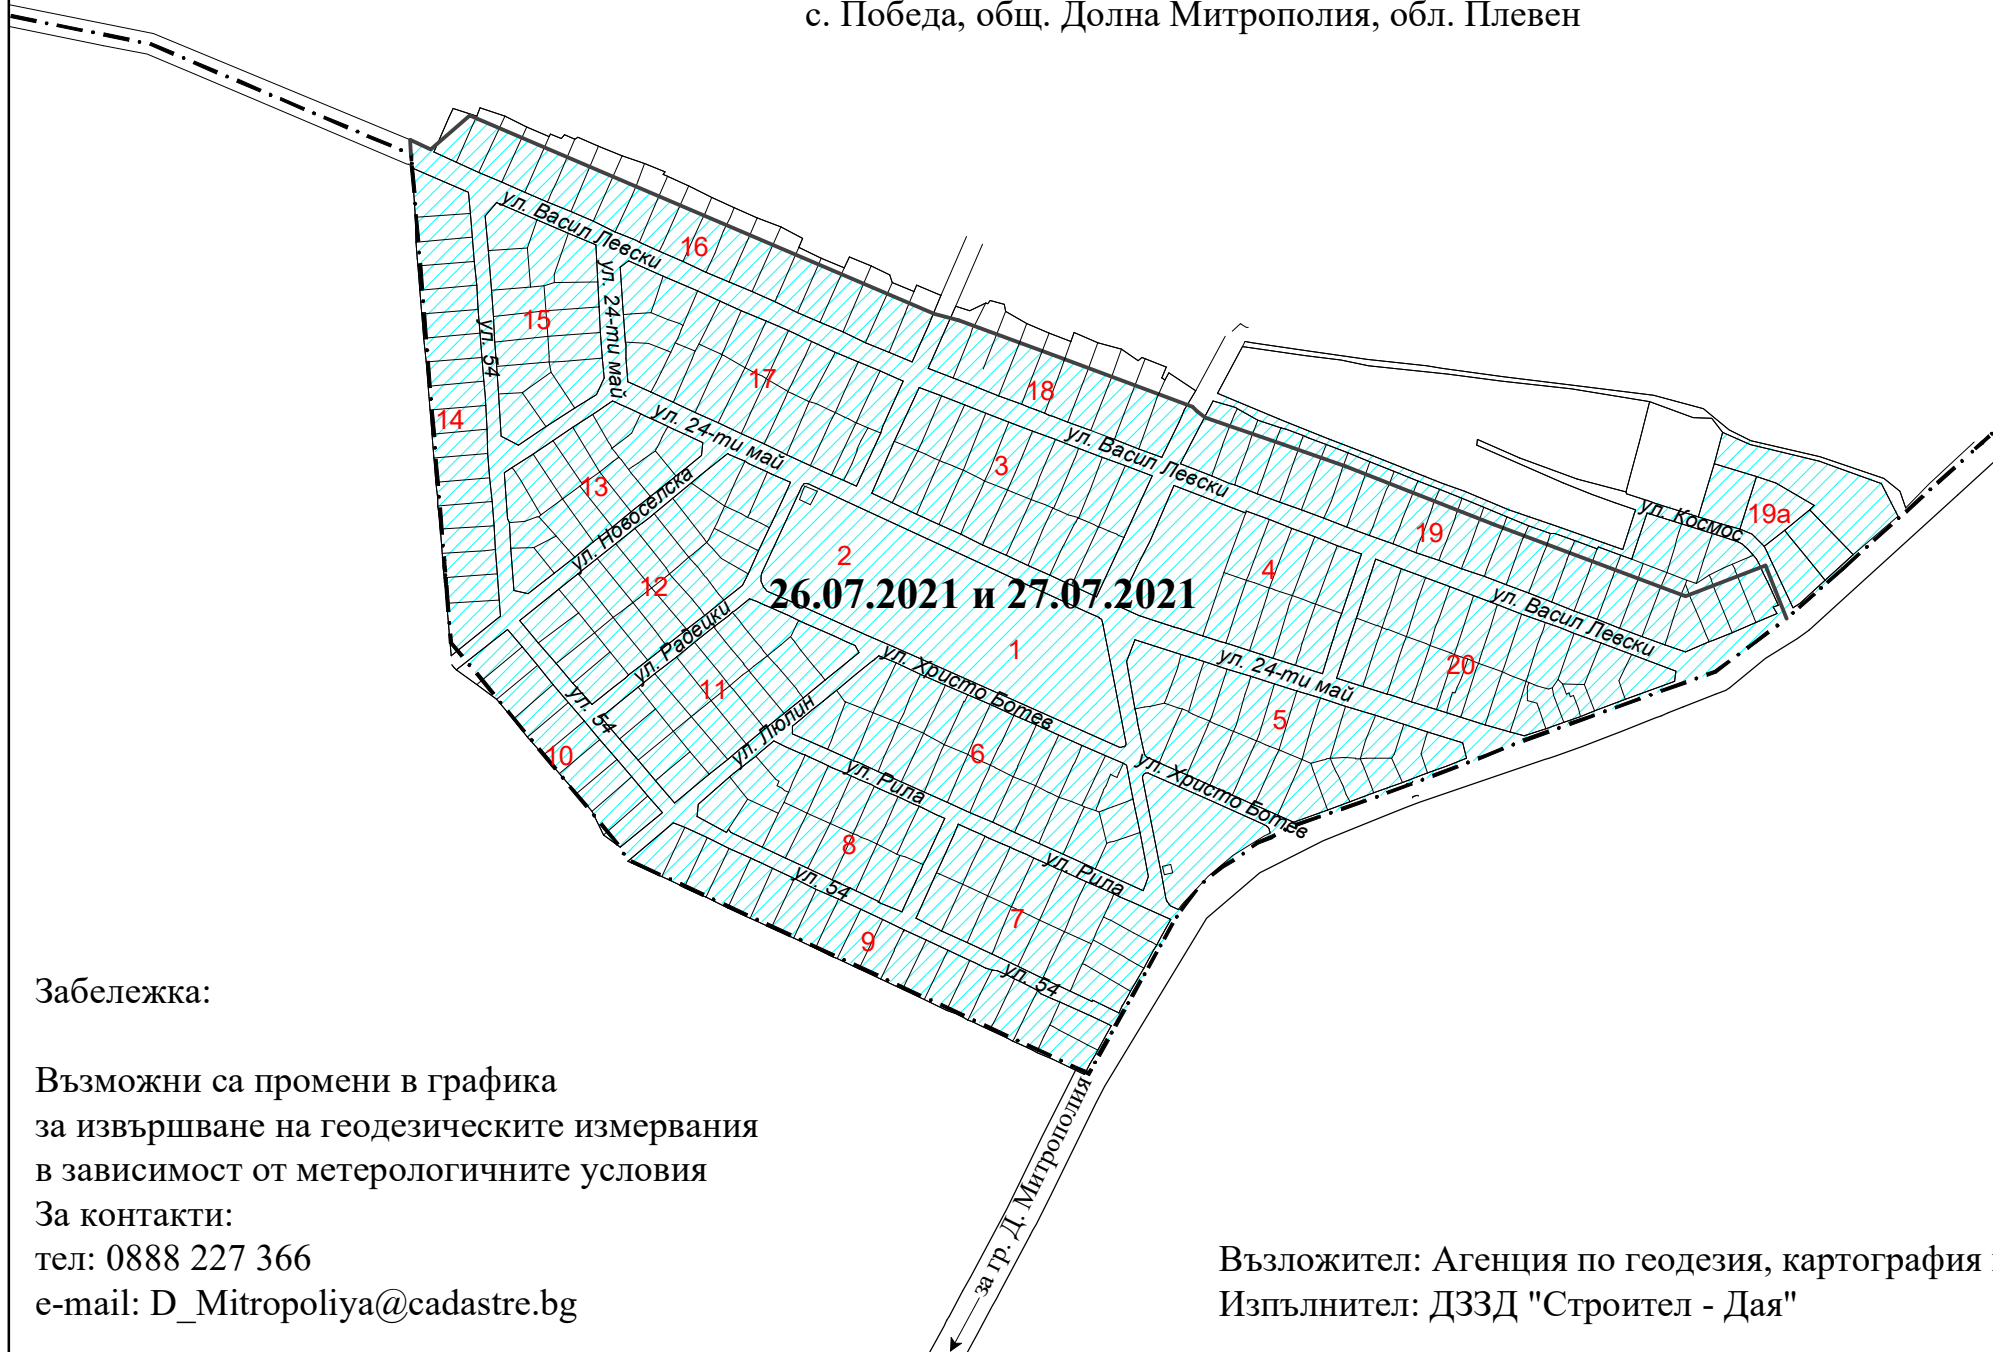 с. Победа, общ. Долна Митрополия, обл. Плевен
ул. Васил Левски
16
ул. 24-ти май
15
ул. 54
17
18
14
ул. 24-ти май
ул. Васил Левски
3
13
ул. Новоселска
19
19а
ул. Космос
2
4
12
26.07.2021 и 27.07.2021
ул. Васил Левски
ул. Радецки
1
ул. 24-ти май
20
ул. Христо Ботев
11
ул. 54
ул. Люлин
5
10
6
ул. Рила
ул. Христо Ботев
8
ул. Рила
ул. 54
7
9
ул. 54
за гр. Д. Митрополия
Забележка:
Възможни са промени в графика
за извършване на геодезическите измервания
в зависимост от метерологичните условия
За контакти:
тел: 0888 227 366
e-mail: D_Mitropoliya@cadastre.bg
Възложител: Агенция по геодезия, картография
Изпълнител: ДЗЗД "Строител - Дая"